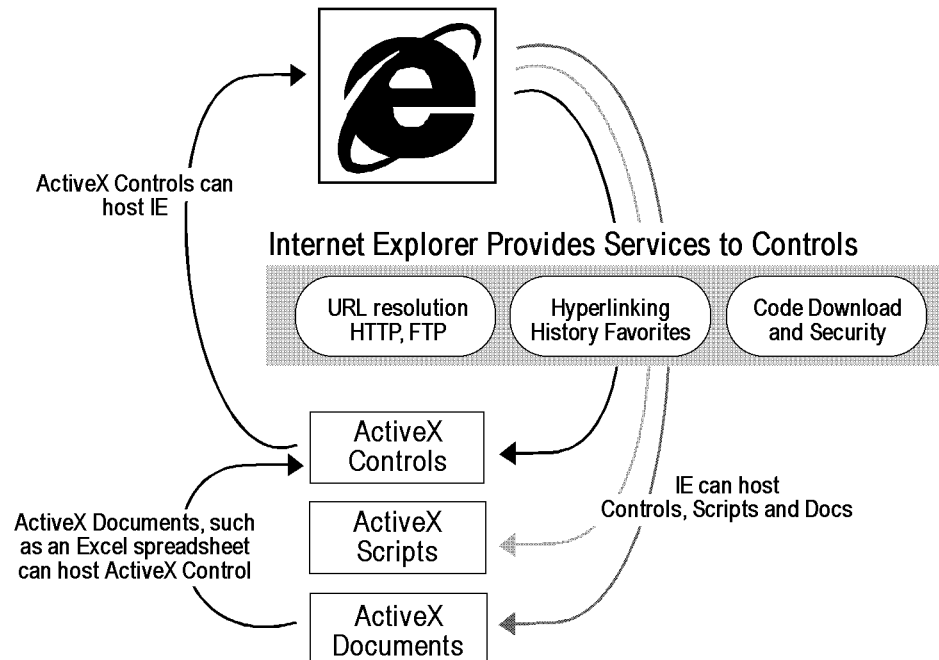 ActiveX Controls can
host IE
Internet Explorer Provides Services to Controls
URL resolution
HTTP, FTP
Hyperlinking
History Favorites
Code Download
and Security
ActiveX
Controls
IE can host
Controls, Scripts and Docs
ActiveX Documents, such
as an Excel spreadsheet
can host ActiveX Control
ActiveX
Scripts
ActiveX
Documents